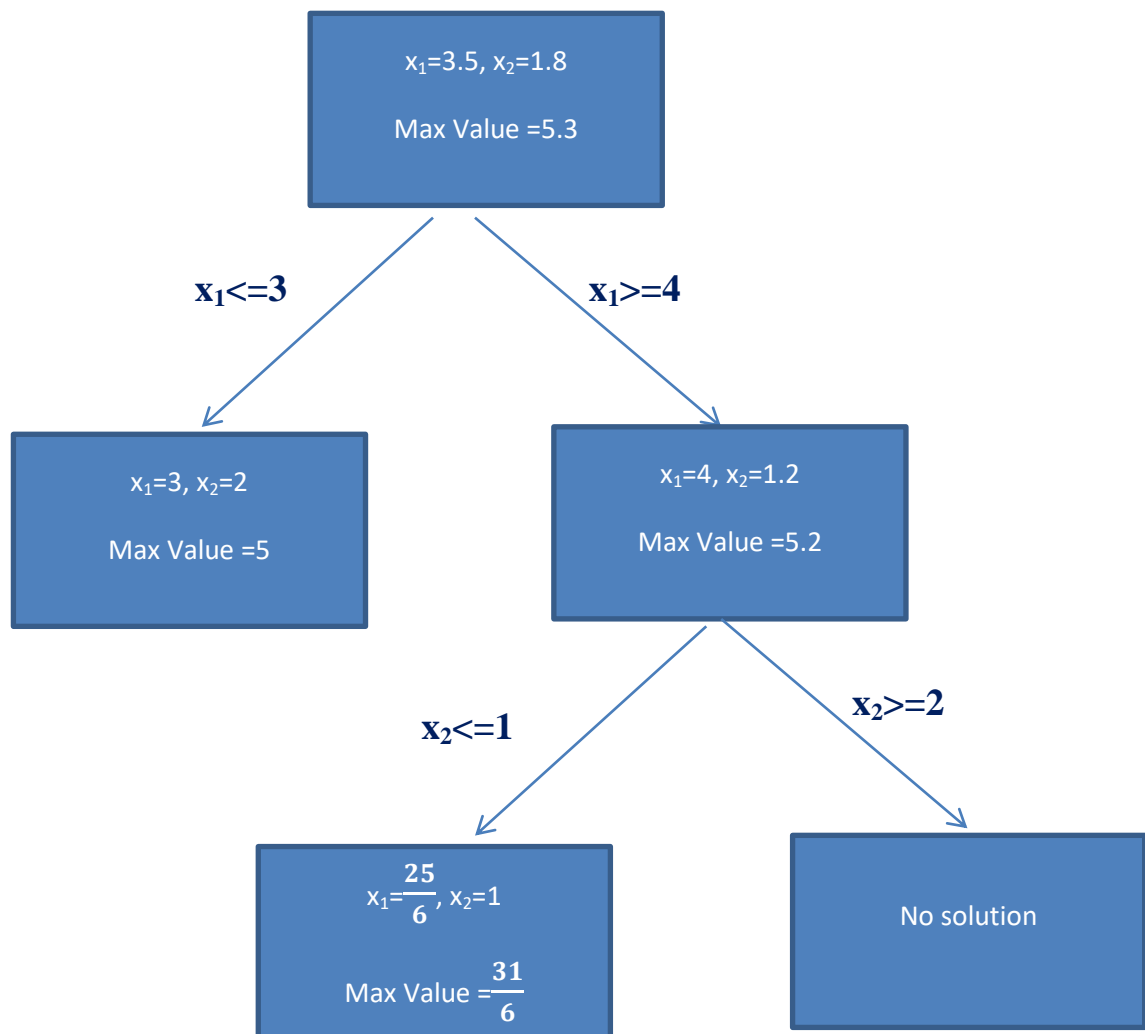 x₁=3.5, x₂=1.8
Max Value =5.3
x₁<=3
x₁>=4
x₁=3, x₂=2
Max Value =5
x₁=4, x₂=1.2
Max Value =5.2
x₂<=1
x₂>=2
x₁=25/6, x₂=1
Max Value =31/6
No solution